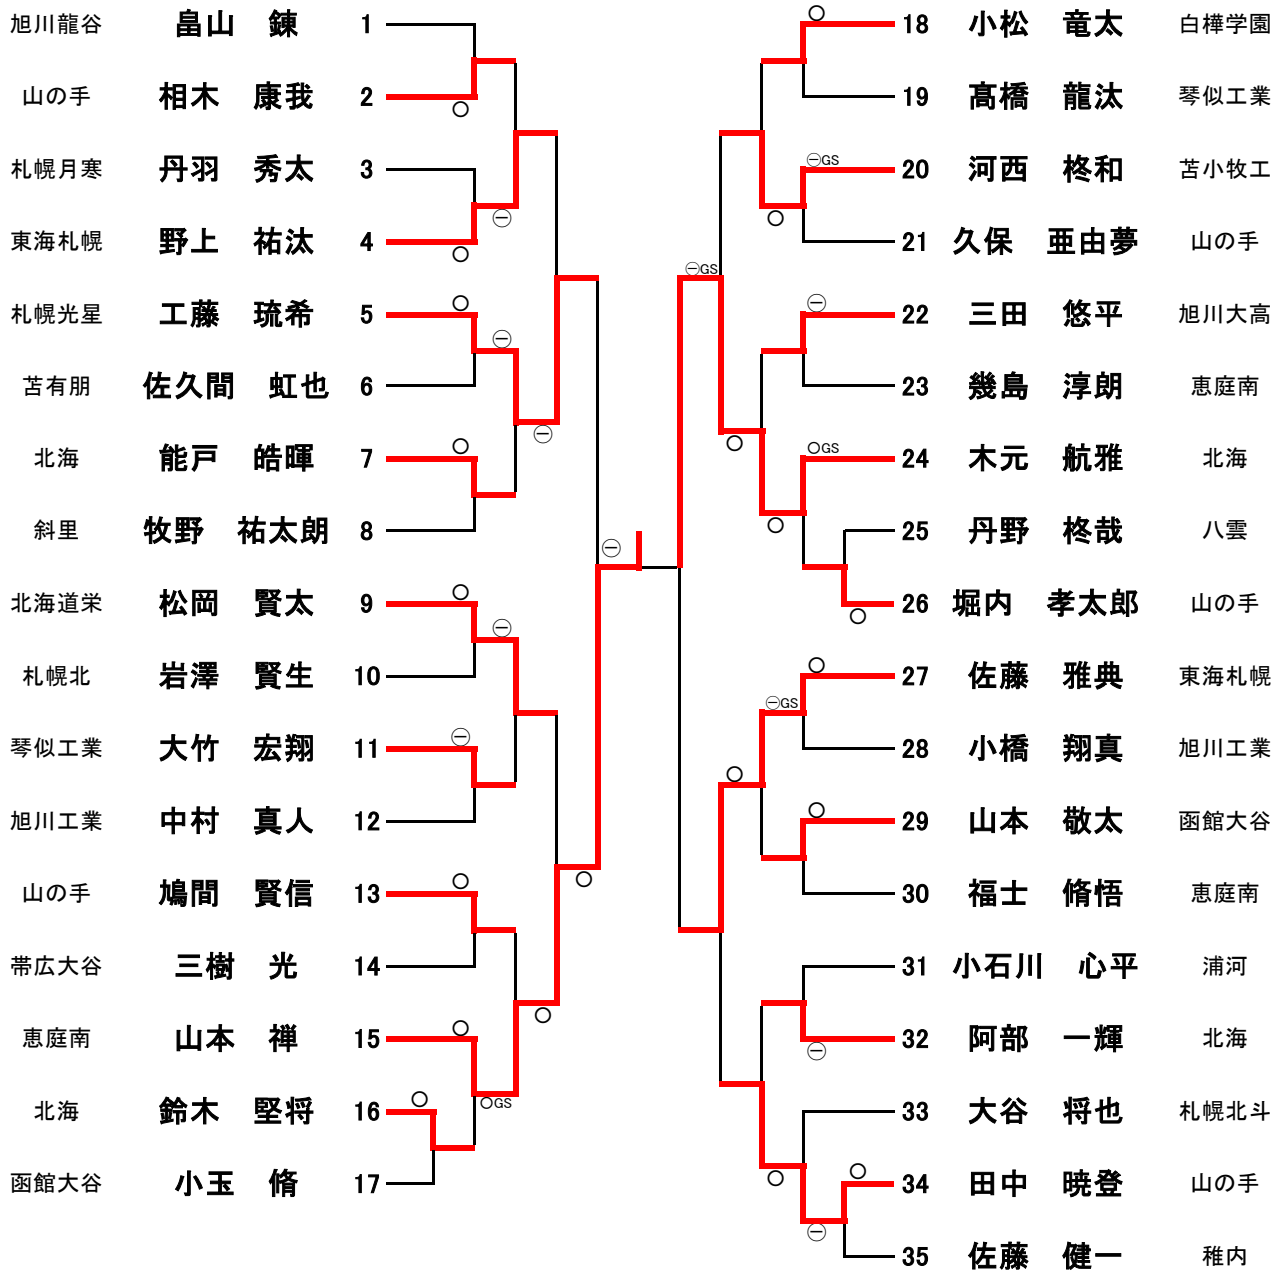 旭川龍谷 畠山 錬 1
山の手 相木 康我 2
札幌月寒 丹羽 秀太 3
東海札幌 野上 祐汰 4
札幌光星 工藤 琉希 5
苫有朋 佐久間 虹也 6
北海 能戸 皓暉 7
斜里 牧野 祐太朗 8
北海道栄 松岡 賢太 9
札幌北 岩澤 賢生 10
琴似工業 大竹 宏翔 11
旭川工業 中村 真人 12
山の手 鳩間 賢信 13
帯広大谷 三樹 光 14
恵庭南 山本 禅 15
北海 鈴木 堅将 16
函館大谷 小玉 脩 17
○GS
18 小松 竜太 白樺学園
19 髙橋 龍汰 琴似工業
㊀GS
20 河西 柊和 苫小牧工
21 久保 亜由夢 山の手
㊀GS
22 三田 悠平 旭川大高
23 幾島 淳朗 恵庭南
○GS
24 木元 航雅 北海
25 丹野 柊哉 八雲
26 堀内 孝太郎 山の手
27 佐藤 雅典 東海札幌
㊀GS
28 小橋 翔真 旭川工業
29 山本 敬太 函館大谷
30 福士 脩悟 恵庭南
31 小石川 心平 浦河
32 阿部 一輝 北海
33 大谷 将也 札幌北斗
34 田中 暁登 山の手
35 佐藤 健一 稚内